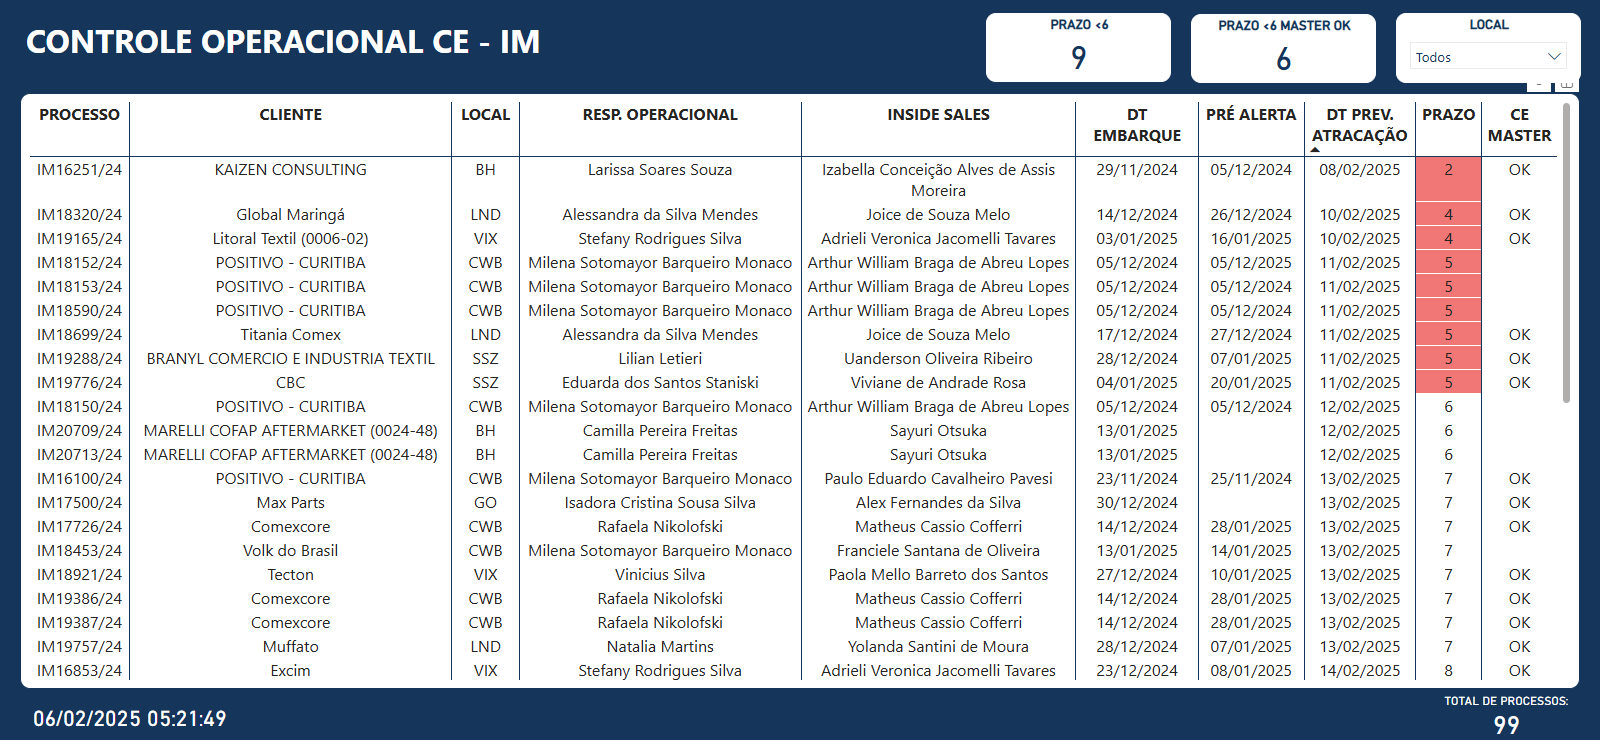 CONTROLE OPERACIONAL CE - IM
PRAZO <6
9
PRAZO <6 MASTER OK
6
LOCAL
Todos
PROCESSO CLIENTE LOCAL RESP. OPERACIONAL INSIDE SALES DT EMBARQUE PRÉ ALERTA DT PREV. ATRACAÇÃO PRAZO CE MASTER
IM16251/24 KAIZEN CONSULTING BH Larissa Soares Souza Izabella Conceição Alves de Assis Moreira 29/11/2024 05/12/2024 08/02/2025 2 OK
IM18320/24 Global Maringá LND Alessandra da Silva Mendes Joice de Souza Melo 14/12/2024 26/12/2024 10/02/2025 4 OK
IM19165/24 Litoral Textil (0006-02) VIX Stefany Rodrigues Silva Adrieli Veronica Jacomelli Tavares 03/01/2025 16/01/2025 10/02/2025 4 OK
IM18152/24 POSITIVO - CURITIBA CWB Milena Sotomayor Barqueiro Monaco Arthur William Braga de Abreu Lopes 05/12/2024 05/12/2024 11/02/2025 5
IM18153/24 POSITIVO - CURITIBA CWB Milena Sotomayor Barqueiro Monaco Arthur William Braga de Abreu Lopes 05/12/2024 05/12/2024 11/02/2025 5
IM18590/24 POSITIVO - CURITIBA CWB Milena Sotomayor Barqueiro Monaco Arthur William Braga de Abreu Lopes 05/12/2024 05/12/2024 11/02/2025 5
IM18699/24 Titania Comex LND Alessandra da Silva Mendes Joice de Souza Melo 17/12/2024 27/12/2024 11/02/2025 5 OK
IM19288/24 BRANYL COMERCIO E INDUSTRIA TEXTIL SSZ Lilian Letieri Uanderson Oliveira Ribeiro 28/12/2024 07/01/2025 11/02/2025 5 OK
IM19776/24 CBC SSZ Eduarda dos Santos Staniski Viviane de Andrade Rosa 04/01/2025 20/01/2025 11/02/2025 5 OK
IM18150/24 POSITIVO - CURITIBA CWB Milena Sotomayor Barqueiro Monaco Arthur William Braga de Abreu Lopes 05/12/2024 05/12/2024 12/02/2025 6
IM20709/24 MARELLI COFAP AFTERMARKET (0024-48) BH Camilla Pereira Freitas Sayuri Otsuka 13/01/2025 12/02/2025 6
IM20713/24 MARELLI COFAP AFTERMARKET (0024-48) BH Camilla Pereira Freitas Sayuri Otsuka 13/01/2025 12/02/2025 6
IM16100/24 POSITIVO - CURITIBA CWB Milena Sotomayor Barqueiro Monaco Paulo Eduardo Cavalheiro Pavesi 23/11/2024 25/11/2024 13/02/2025 7 OK
IM17500/24 Max Parts GO Isadora Cristina Sousa Silva Alex Fernandes da Silva 30/12/2024 13/02/2025 7 OK
IM17726/24 Comexcore CWB Rafaela Nikolofski Matheus Cassio Cofferri 14/12/2024 28/01/2025 13/02/2025 7 OK
IM18453/24 Volk do Brasil CWB Milena Sotomayor Barqueiro Monaco Franciele Santana de Oliveira 13/01/2025 14/01/2025 13/02/2025 7
IM18921/24 Tecton VIX Vinicius Silva Paola Mello Barreto dos Santos 27/12/2024 10/01/2025 13/02/2025 7 OK
IM19386/24 Comexcore CWB Rafaela Nikolofski Matheus Cassio Cofferri 14/12/2024 28/01/2025 13/02/2025 7 OK
IM19387/24 Comexcore CWB Rafaela Nikolofski Matheus Cassio Cofferri 14/12/2024 28/01/2025 13/02/2025 7 OK
IM19757/24 Muffato LND Natalia Martins Yolanda Santini de Moura 28/12/2024 07/01/2025 13/02/2025 7 OK
IM16853/24 Excim VIX Stefany Rodrigues Silva Adrieli Veronica Jacomelli Tavares 23/12/2024 08/01/2025 14/02/2025 8 OK
06/02/2025 05:21:49
TOTAL DE PROCESSOS:
99